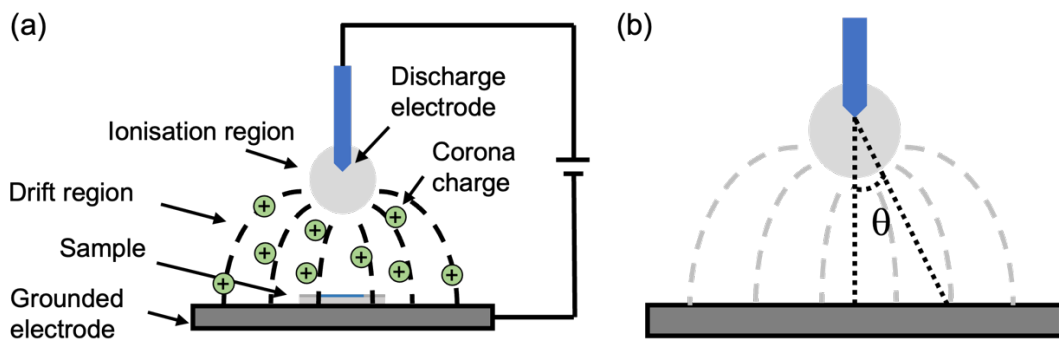 (a)
Discharge
electrode
Ionisation region
Corona
charge
Drift region
Sample
Grounded
electrode
+
+
+
+
+
+
+
+
(b)
θ